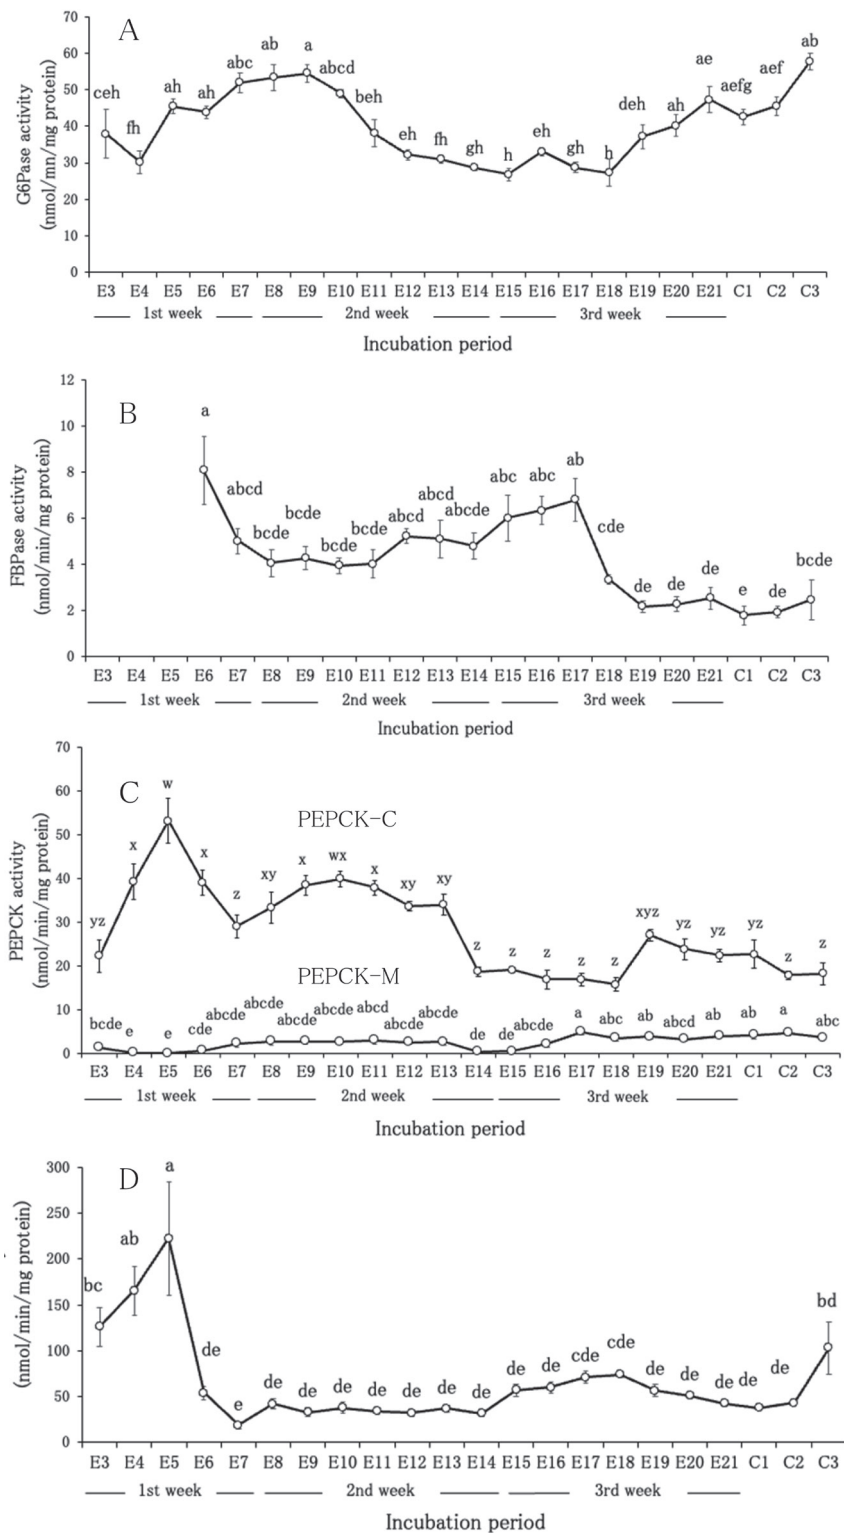 A
G6Pase activity
(nmol/mn/mg protein)
70
60
50
40
30
20
10
0
ceh fh ah ah abc ab a abcd beh eh fh gh h eh gh h deh ah ae aefg aef ab
E3 E4 E5 E6 E7 E8 E9 E10 E11 E12 E13 E14 E15 E16 E17 E18 E19 E20 E21 C1 C2 C3
1st week 2nd week 3rd week
Incubation period
B
FBPase activity
(nmol/min/mg protein)
12
10
8
6
4
2
0
a abcd bcde bcde bcde bcde abcd abcd abcde abc abc ab cde de de de e de bcde
E3 E4 E5 E6 E7 E8 E9 E10 E11 E12 E13 E14 E15 E16 E17 E18 E19 E20 E21 C1 C2 C3
1st week 2nd week 3rd week
Incubation period
C
PEPCK activity
(nmol/min/mg protein)
70
60
50
40
30
20
10
0
PEPCK-C
yz x w x z xy x wx x xy xy z z z z z xyz yz yz yz z z
PEPCK-M
bcde e e cde abcde abcde abcde abcde abcd abcde abcde de de abcde a abc ab abcd ab ab a abc
E3 E4 E5 E6 E7 E8 E9 E10 E11 E12 E13 E14 E15 E16 E17 E18 E19 E20 E21 C1 C2 C3
1st week 2nd week 3rd week
Incubation period
D
(nmol/min/mg protein)
300
250
200
150
100
50
0
bc ab a de e de de de de de de de de de cde cde de de de de de bd
E3 E4 E5 E6 E7 E8 E9 E10 E11 E12 E13 E14 E15 E16 E17 E18 E19 E20 E21 C1 C2 C3
1st week 2nd week 3rd week
Incubation period